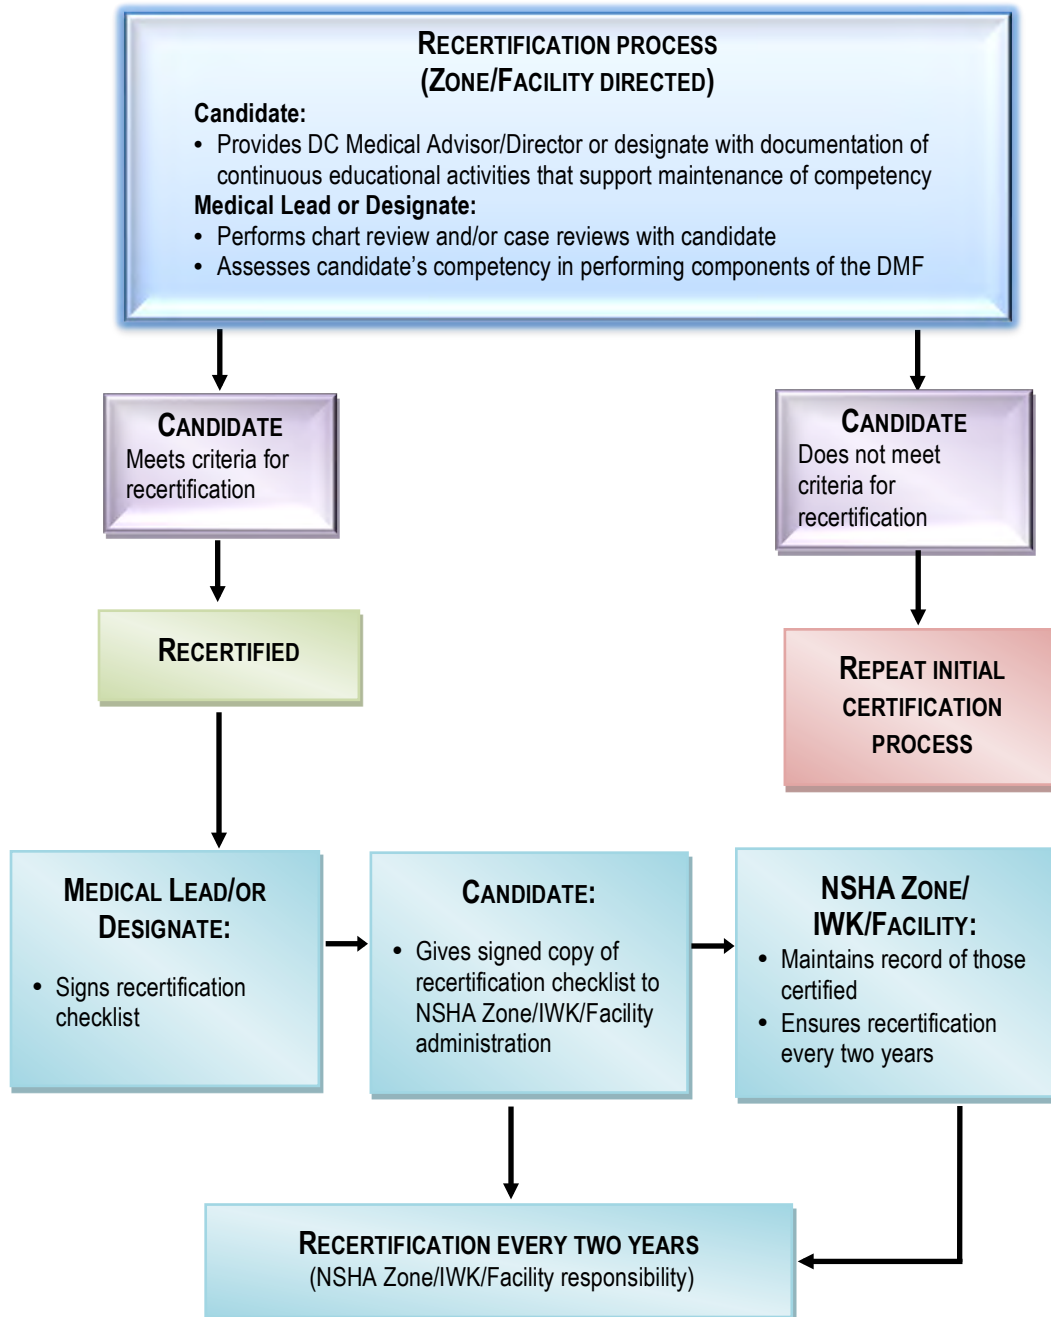 RECERTIFICATION PROCESS
(ZONE/FACILITY DIRECTED)
Candidate:
• Provides DC Medical Advisor/Director or designate with documentation of
continuous educational activities that support maintenance of competency
Medical Lead or Designate:
• Performs chart review and/or case reviews with candidate
• Assesses candidate's competency in performing components of the DMF
CANDIDATE
Meets criteria for
recertification
CANDIDATE
Does not meet
criteria for
recertification
RECERTIFIED
REPEAT INITIAL
CERTIFICATION
PROCESS
MEDICAL LEAD/OR
DESIGNATE:
• Signs recertification
checklist
CANDIDATE:
• Gives signed copy of
recertification checklist to
NSHA Zone/IWK/Facility
administration
NSHA ZONE/
IWK/FACILITY:
• Maintains record of those
certified
• Ensures recertification
every two years
RECERTIFICATION EVERY TWO YEARS
(NSHA Zone/IWK/Facility responsibility)